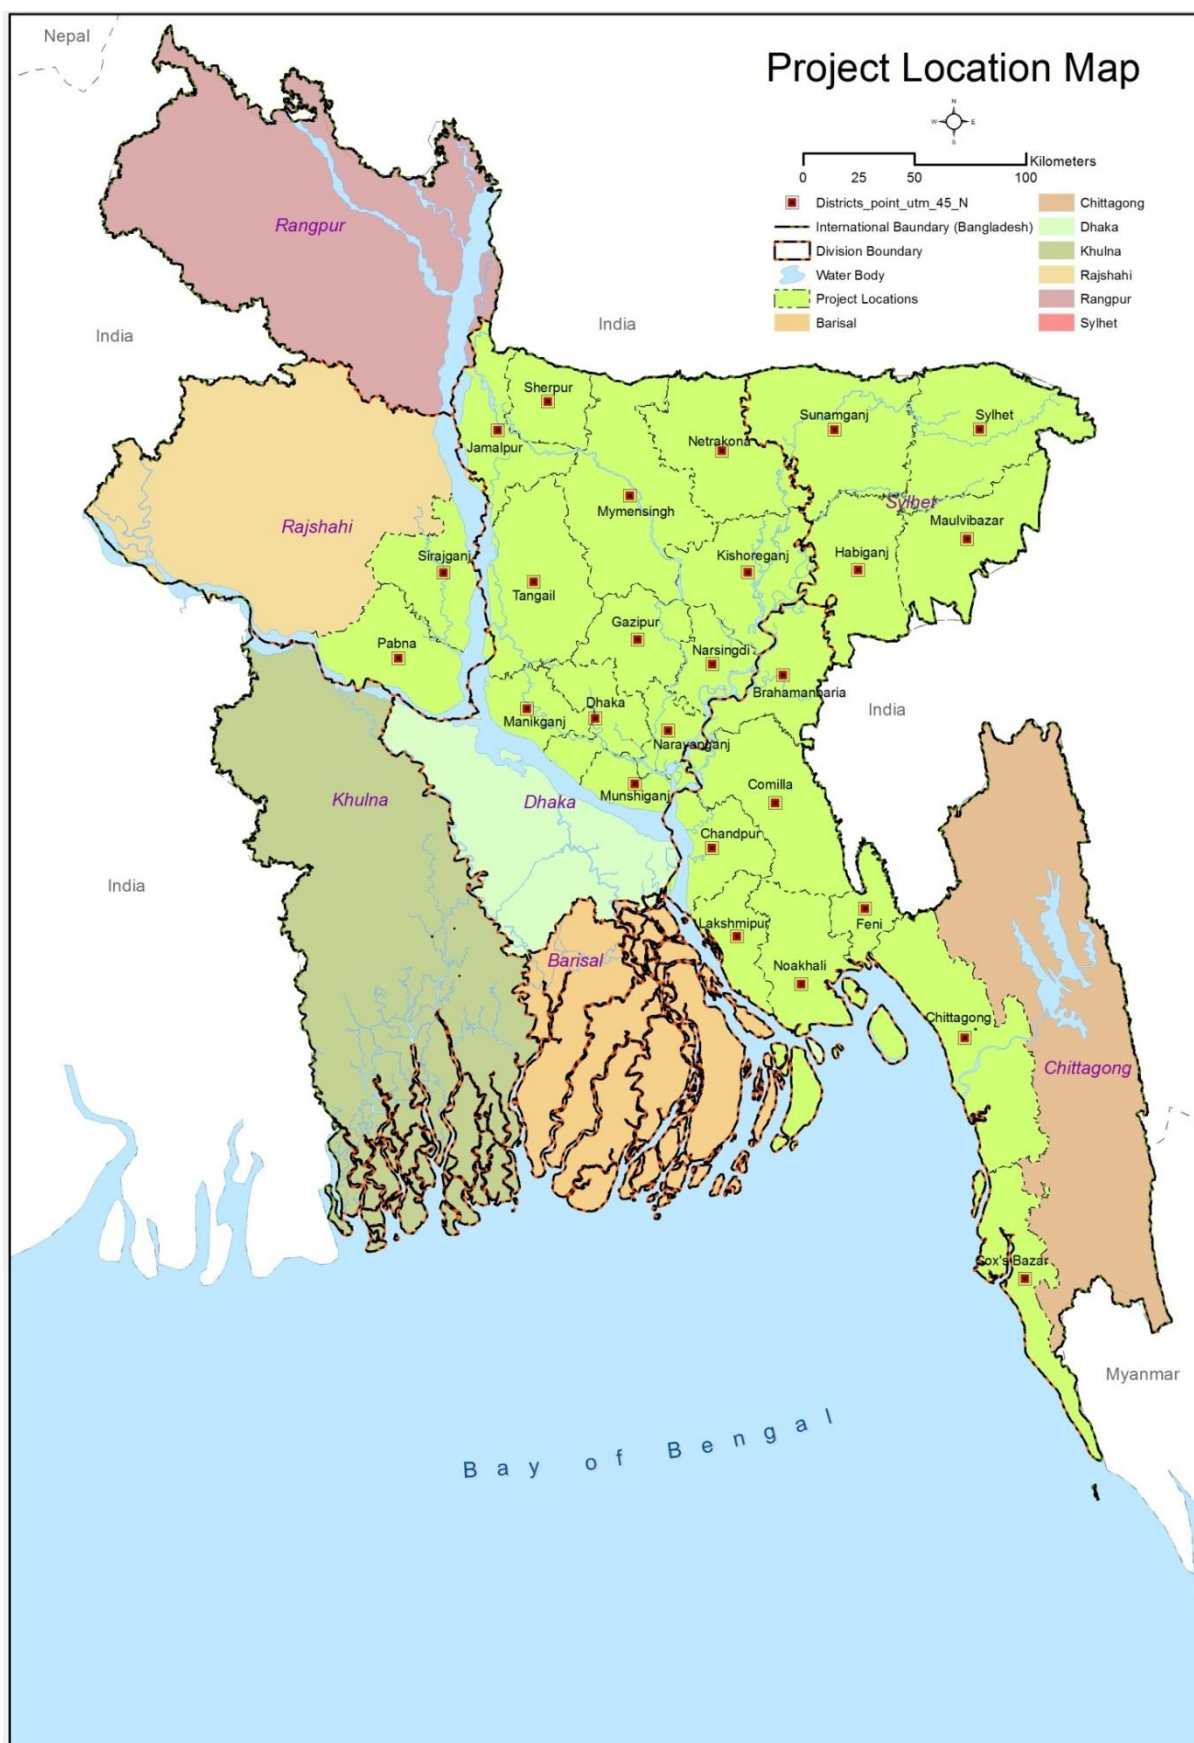 Nepal
Project Location Map
N
W E
S
Kilometers
0 25 50 100
Districts_point_utm_45_N
International Baundary (Bangladesh)
Division Boundary
Water Body
Project Locations
Barisal
Chittagong
Dhaka
Khulna
Rajshahi
Rangpur
Sylhet
Rangpur
India
India
Sherpur
Jamalpur
Netrakona
Sunamganj
Sylhet
Mymensingh
Sylhet
Maulvibazar
Rajshahi
Sirajganj
Kishoreganj
Habiganj
Tangail
Gazipur
Pabna
Narsingdi
Brahamanbaria
Manikganj
Dhaka
Narayanganj
India
Khulna
Dhaka
Munshiganj
Comilla
Chandpur
India
Lakshmipur
Feni
Barisal
Noakhali
Chittagong
Chittagong
Cox's Bazar
Myanmar
Bay of Bengal